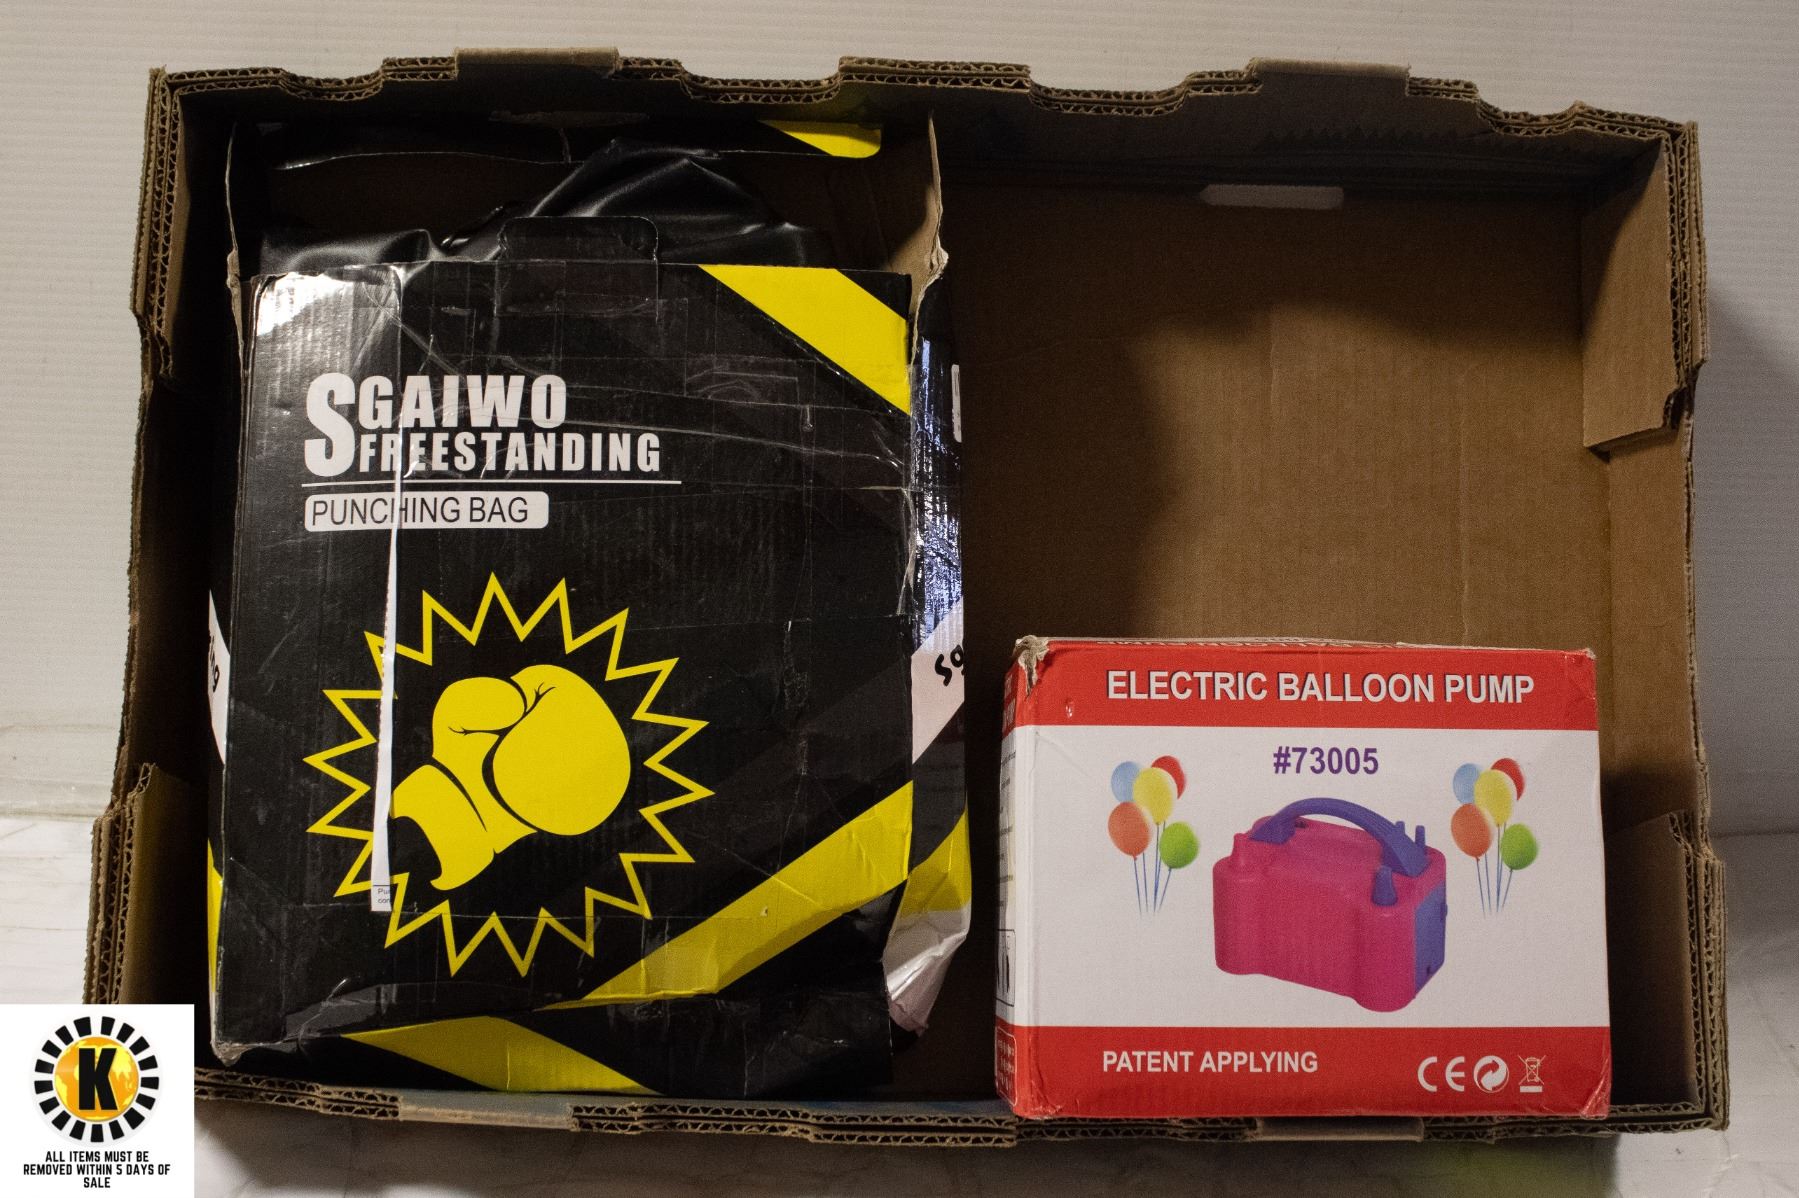 SGAIWO
FREESTANDING
PUNCHING BAG
ELECTRIC BALLOON PUMP
#73005
PATENT APPLYING
CE
K
ALL ITEMS MUST BE
REMOVED WITHIN 5 DAYS OF
SALE